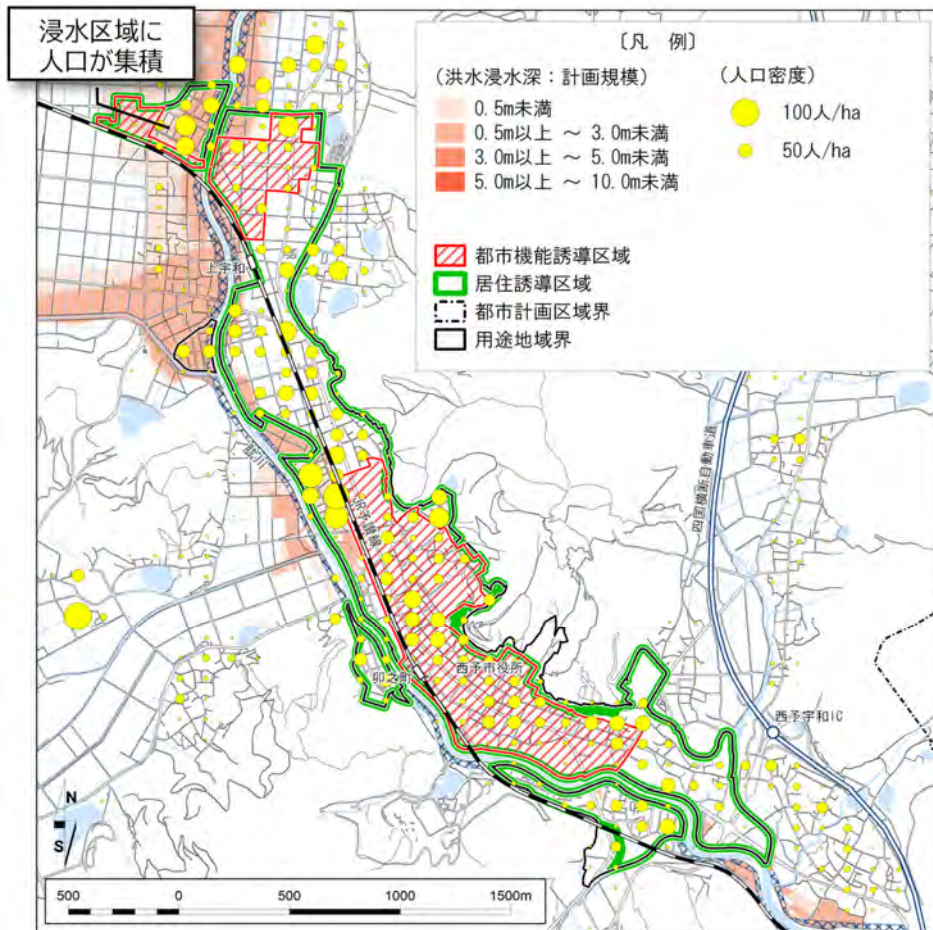 浸水区域に
人口が集積
〔凡 例〕
(洪水浸水深：計画規模)
0.5m未満
0.5m以上 ～ 3.0m未満
3.0m以上 ～ 5.0m未満
5.0m以上 ～ 10.0m未満
(人口密度)
100人/ha
50人/ha
都市機能誘導区域
居住誘導区域
都市計画区域界
用途地域界
上宇和
JR予讃線
四国横断自動車道
卯之町
西予市役所
西予宇和IC
N
S
500 0 500 1000 1500m